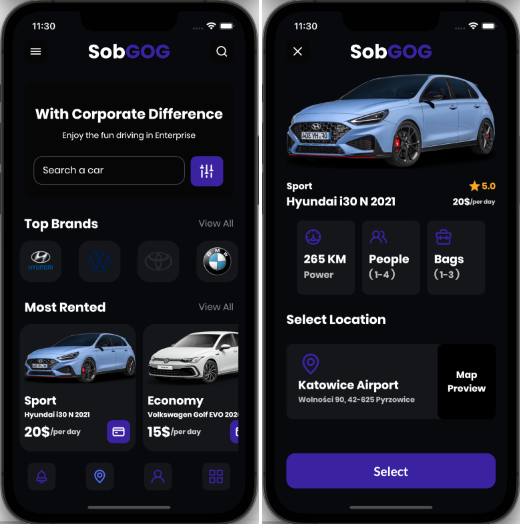 11:30
SobGOG
With Corporate Difference
Enjoy the fun driving in Enterprise
Search a car
Top Brands View All
HYUNDAI
BMW
Most Rented View All
Sport
Hyundai i30 N 2021
20$/per day
Economy
Volkswagen Golf EVO 202
15$/per day
11:30
SobGOG
Sport 5.0
Hyundai i30 N 2021 20$/per day
265 KM
Power
People
(1-4)
Bags
(1-3)
Select Location
Katowice Airport
Wolności 90, 42-625 Pyrzowice
Map
Preview
Select